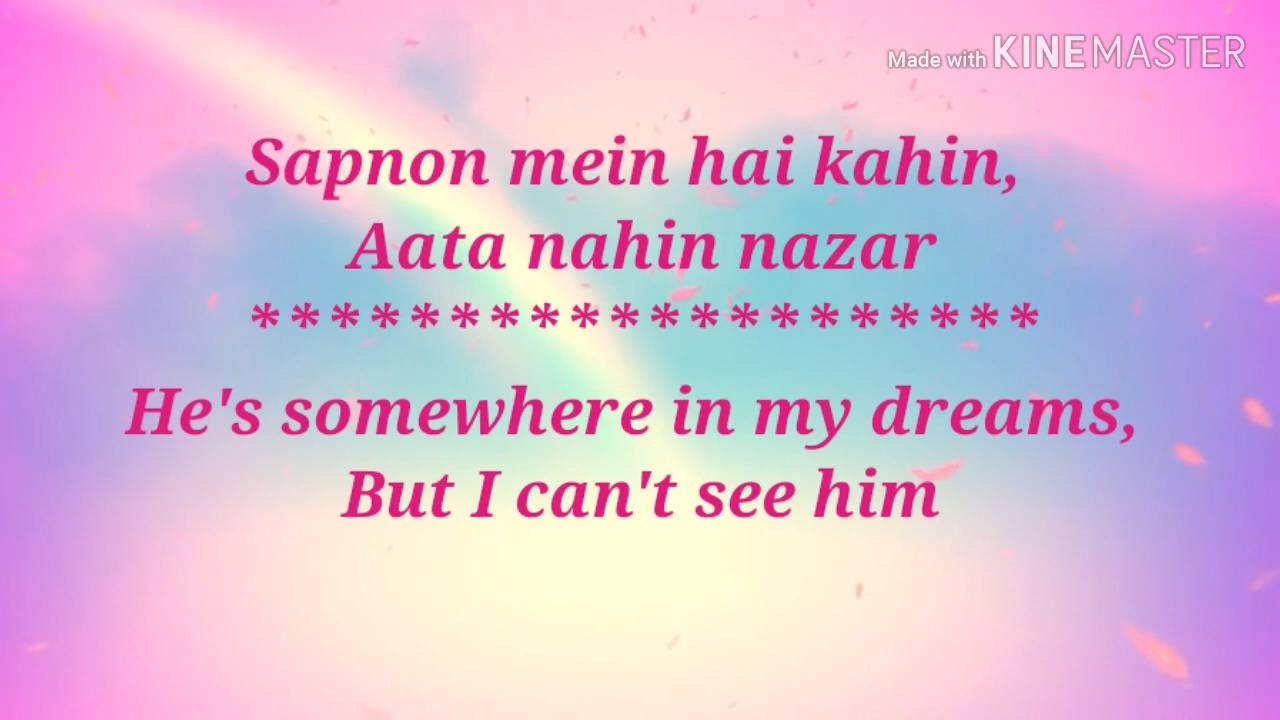 Made with KINEMASTER
Sapnon mein hai kahin,
Aata nahin nazar
********************
He's somewhere in my dreams,
But I can't see him